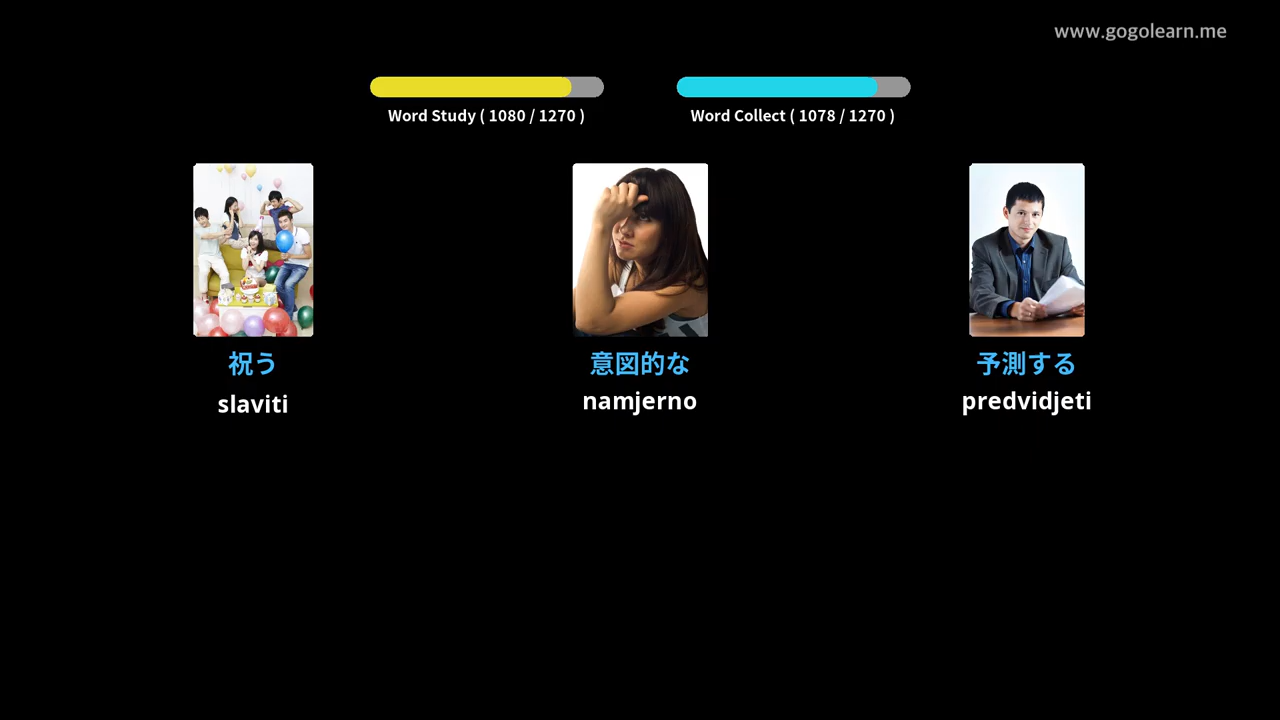 www.gogolearn.me
Word Study ( 1080 / 1270 )
Word Collect ( 1078 / 1270 )
祝う
意図的な
予測する
slaviti
namjerno
predvidjeti